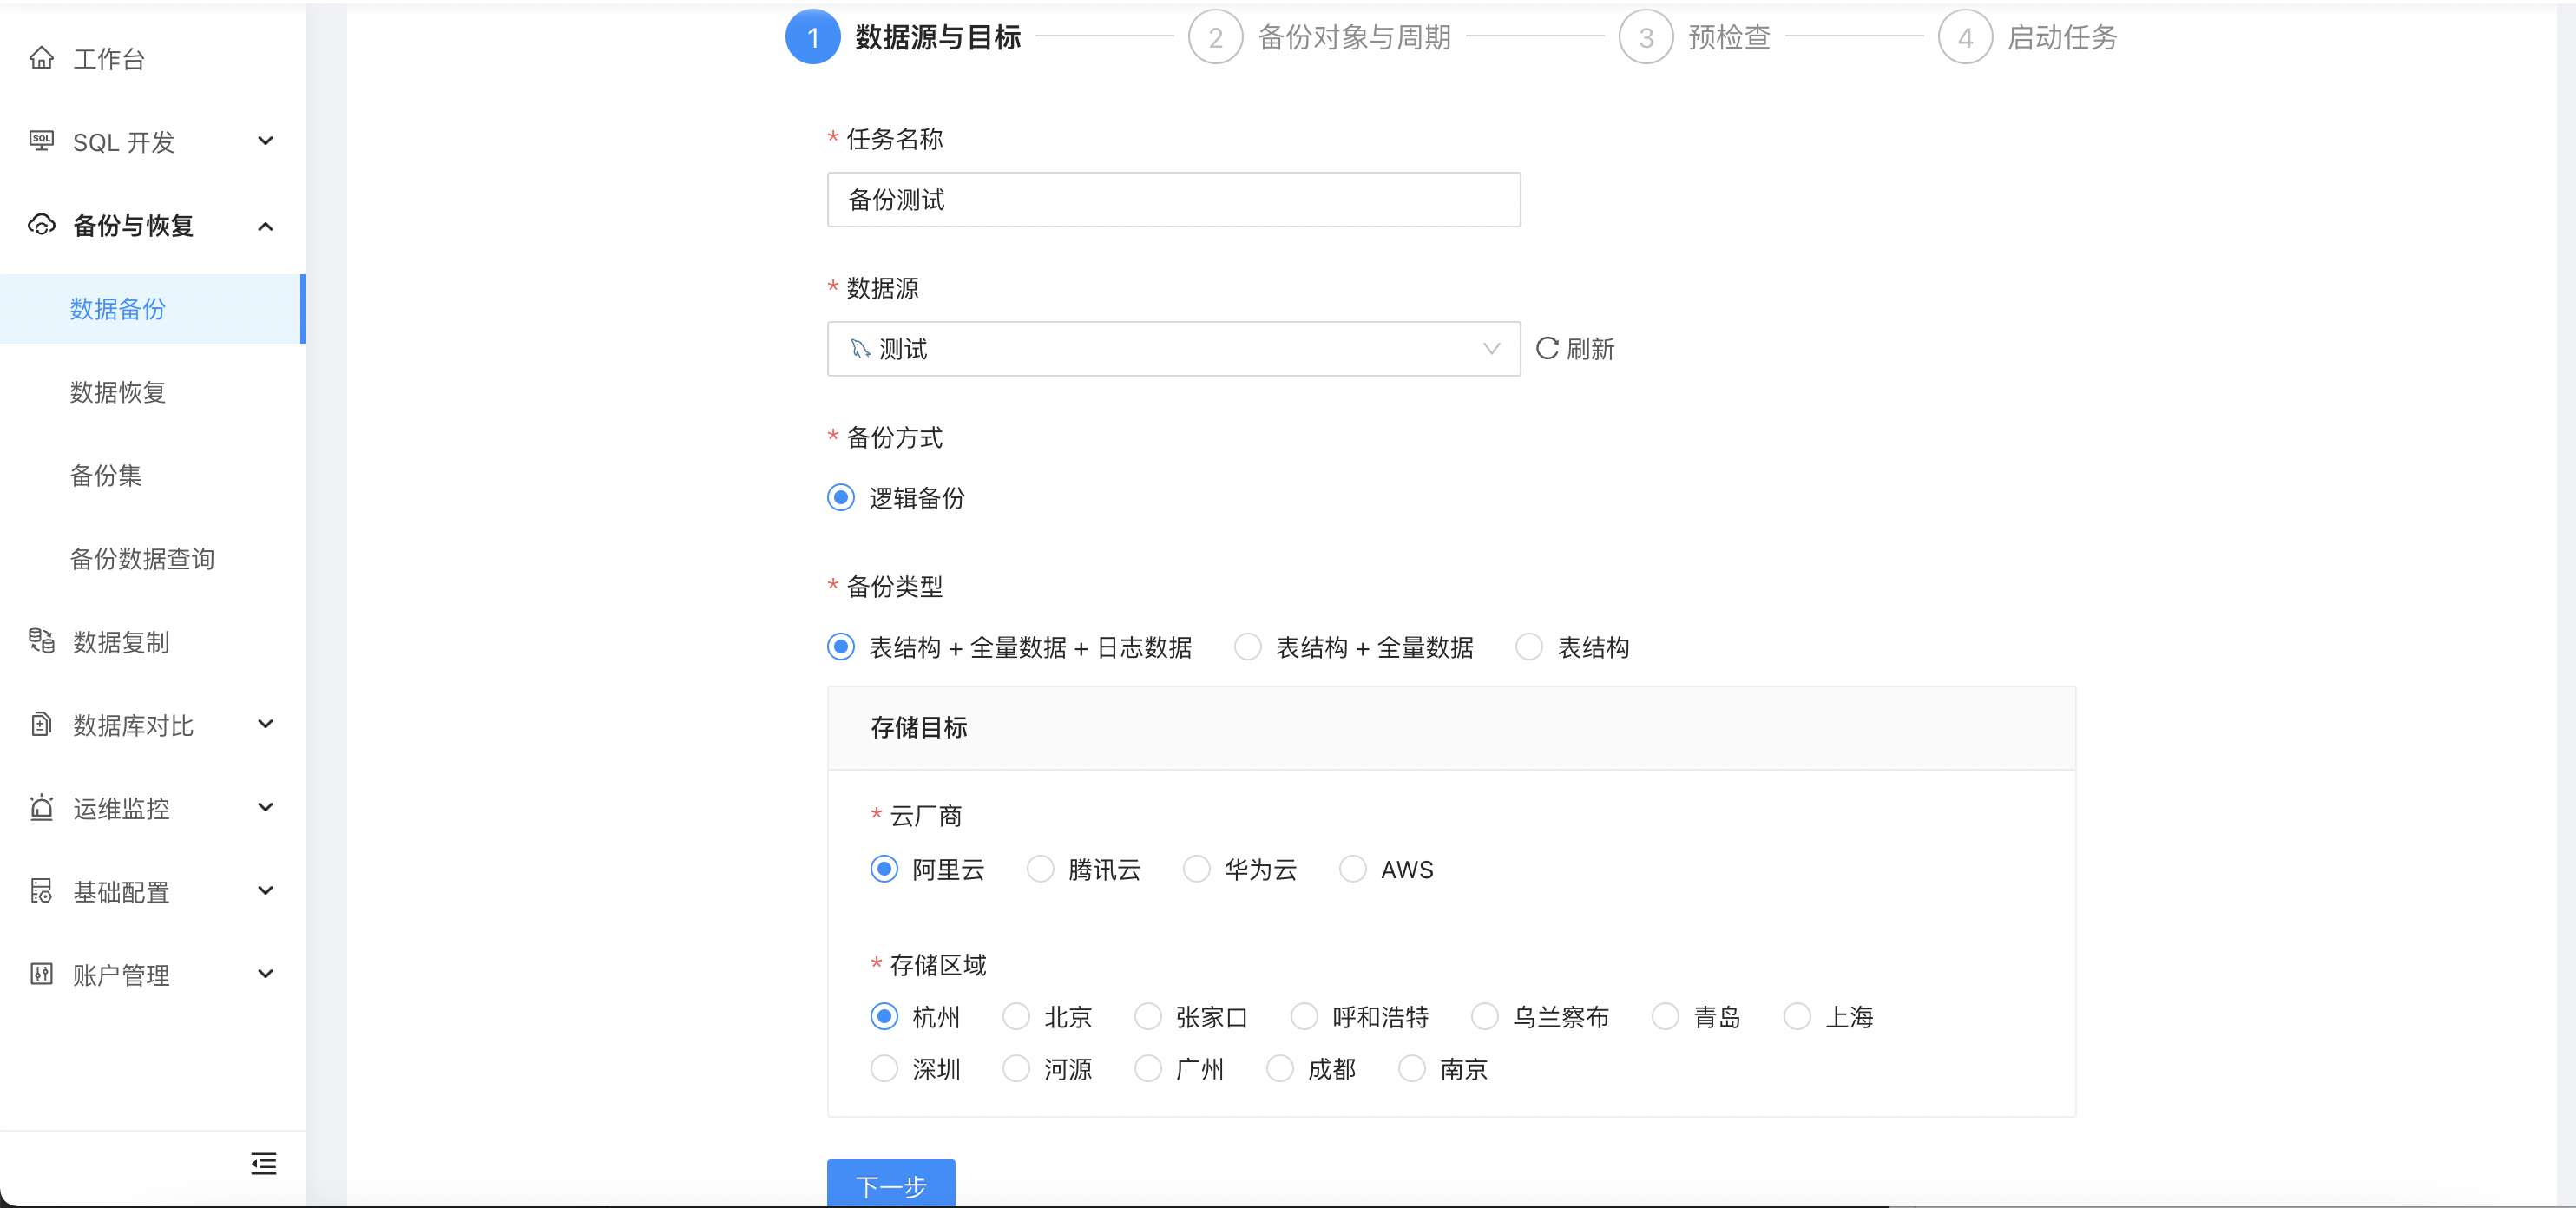 工作台
SQL 开发
备份与恢复
数据备份
数据恢复
备份集
备份数据查询
数据复制
数据库对比
运维监控
基础配置
账户管理
1 数据源与目标 2 备份对象与周期 3 预检查 4 启动任务
* 任务名称
备份测试
* 数据源
测试 刷新
* 备份方式
逻辑备份
* 备份类型
表结构 + 全量数据 + 日志数据 表结构 + 全量数据 表结构
存储目标
* 云厂商
阿里云 腾讯云 华为云 AWS
* 存储区域
杭州 北京 张家口 呼和浩特 乌兰察布 青岛 上海
深圳 河源 广州 成都 南京
下一步